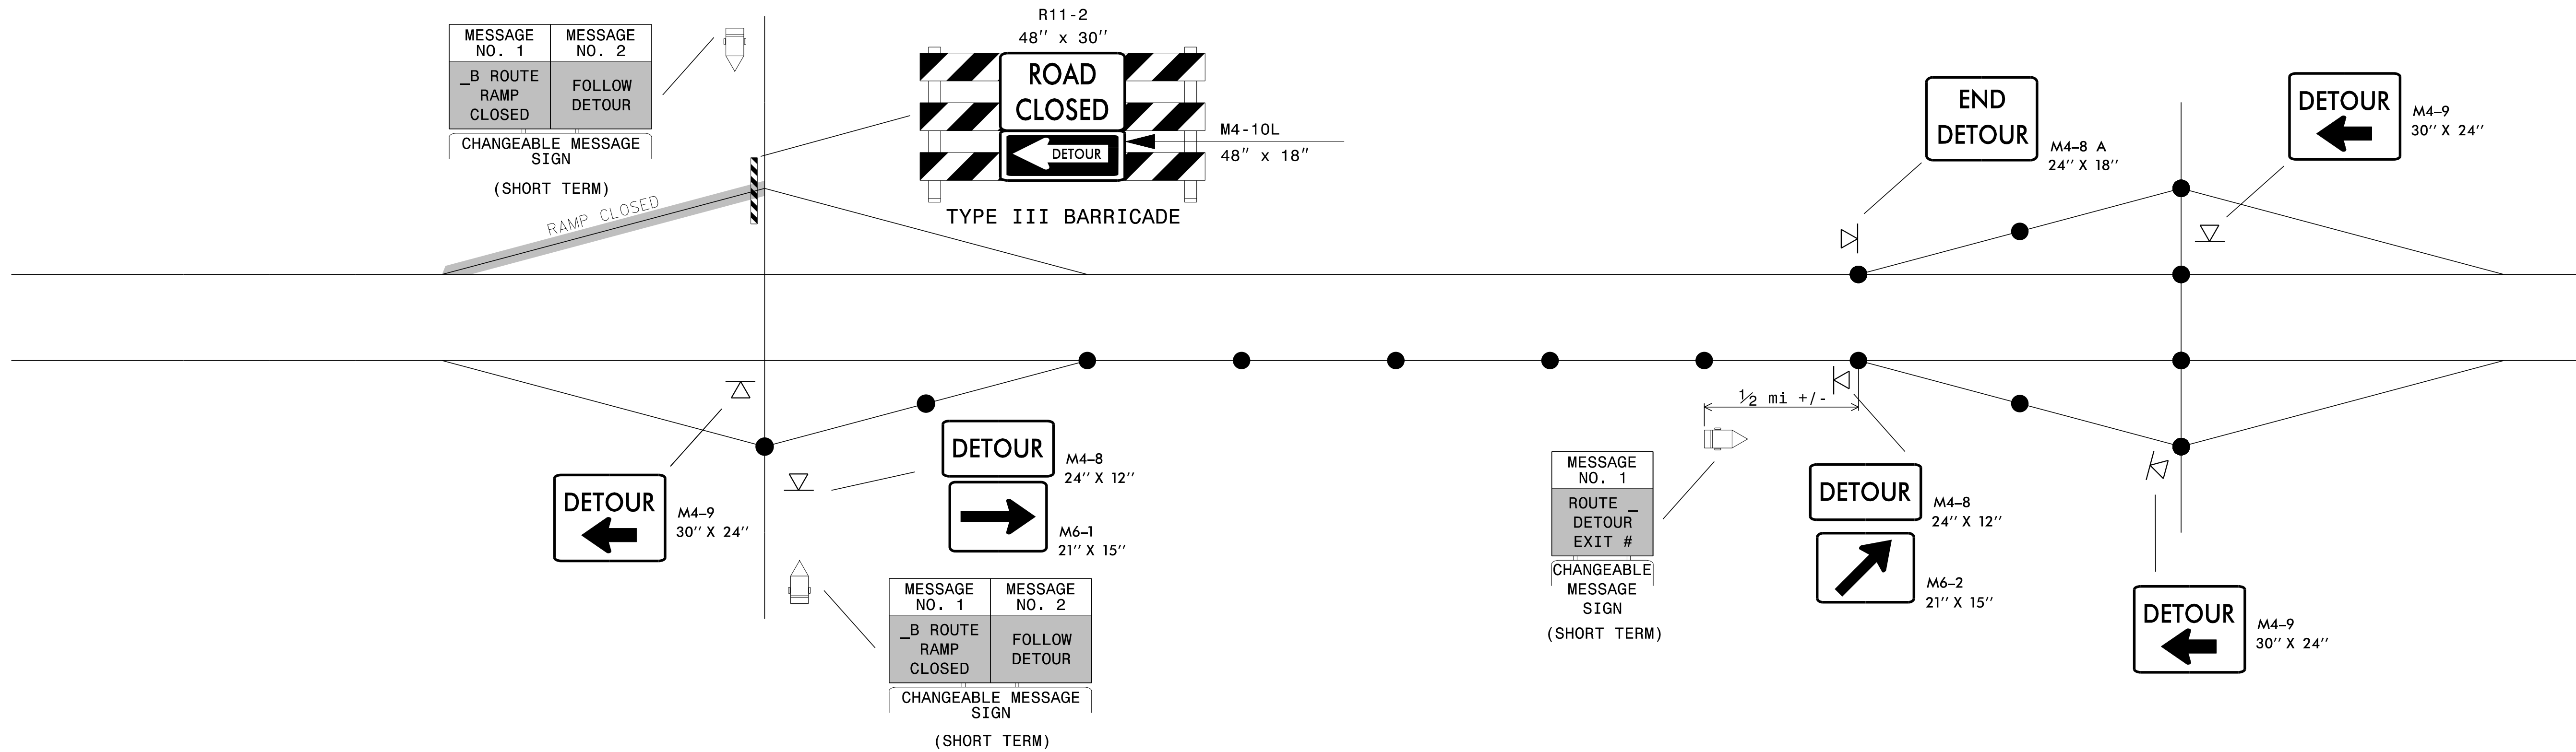 MESSAGE NO. 1
MESSAGE NO. 2
_B ROUTE RAMP CLOSED
FOLLOW DETOUR
CHANGEABLE MESSAGE
SIGN
(SHORT TERM)
RAMP CLOSED
R11-2
48'' x 30''
ROAD
CLOSED
DETOUR
M4-10L
48" x 18"
TYPE III BARRICADE
END
DETOUR
M4-8 A
24'' X 18''
DETOUR
M4-9
30'' X 24''
DETOUR
M4-9
30'' X 24''
DETOUR
M4-8
24'' X 12''
M6-1
21'' X 15''
MESSAGE NO. 1
MESSAGE NO. 2
_B ROUTE RAMP CLOSED
FOLLOW DETOUR
CHANGEABLE MESSAGE
SIGN
(SHORT TERM)
1/2 mi +/-
MESSAGE
NO. 1
ROUTE _
DETOUR
EXIT #
CHANGEABLE
MESSAGE
SIGN
(SHORT TERM)
DETOUR
M4-8
24'' X 12''
M6-2
21'' X 15''
DETOUR
M4-9
30'' X 24''